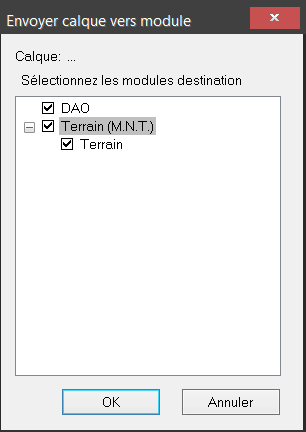 Envoyer calque vers module
Calque: ...
Sélectionnez les modules destination
DAO
Terrain (M.N.T.)
Terrain
OK Annuler